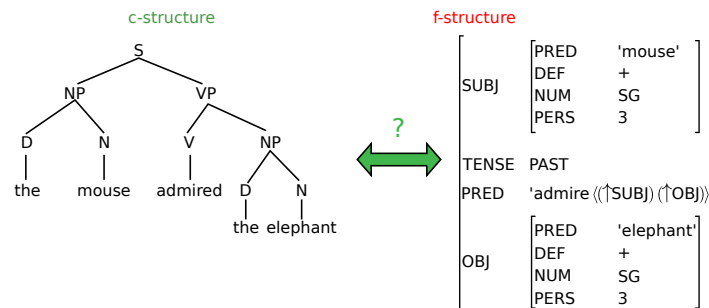 c-structure
f-structure
S
NP VP
D N V NP
the mouse admired D N
the elephant
?
SUBJ
PRED 'mouse'
DEF +
NUM SG
PERS 3
TENSE PAST
PRED 'admire⟨(↑SUBJ)(↑OBJ)⟩
OBJ
PRED 'elephant'
DEF +
NUM SG
PERS 3